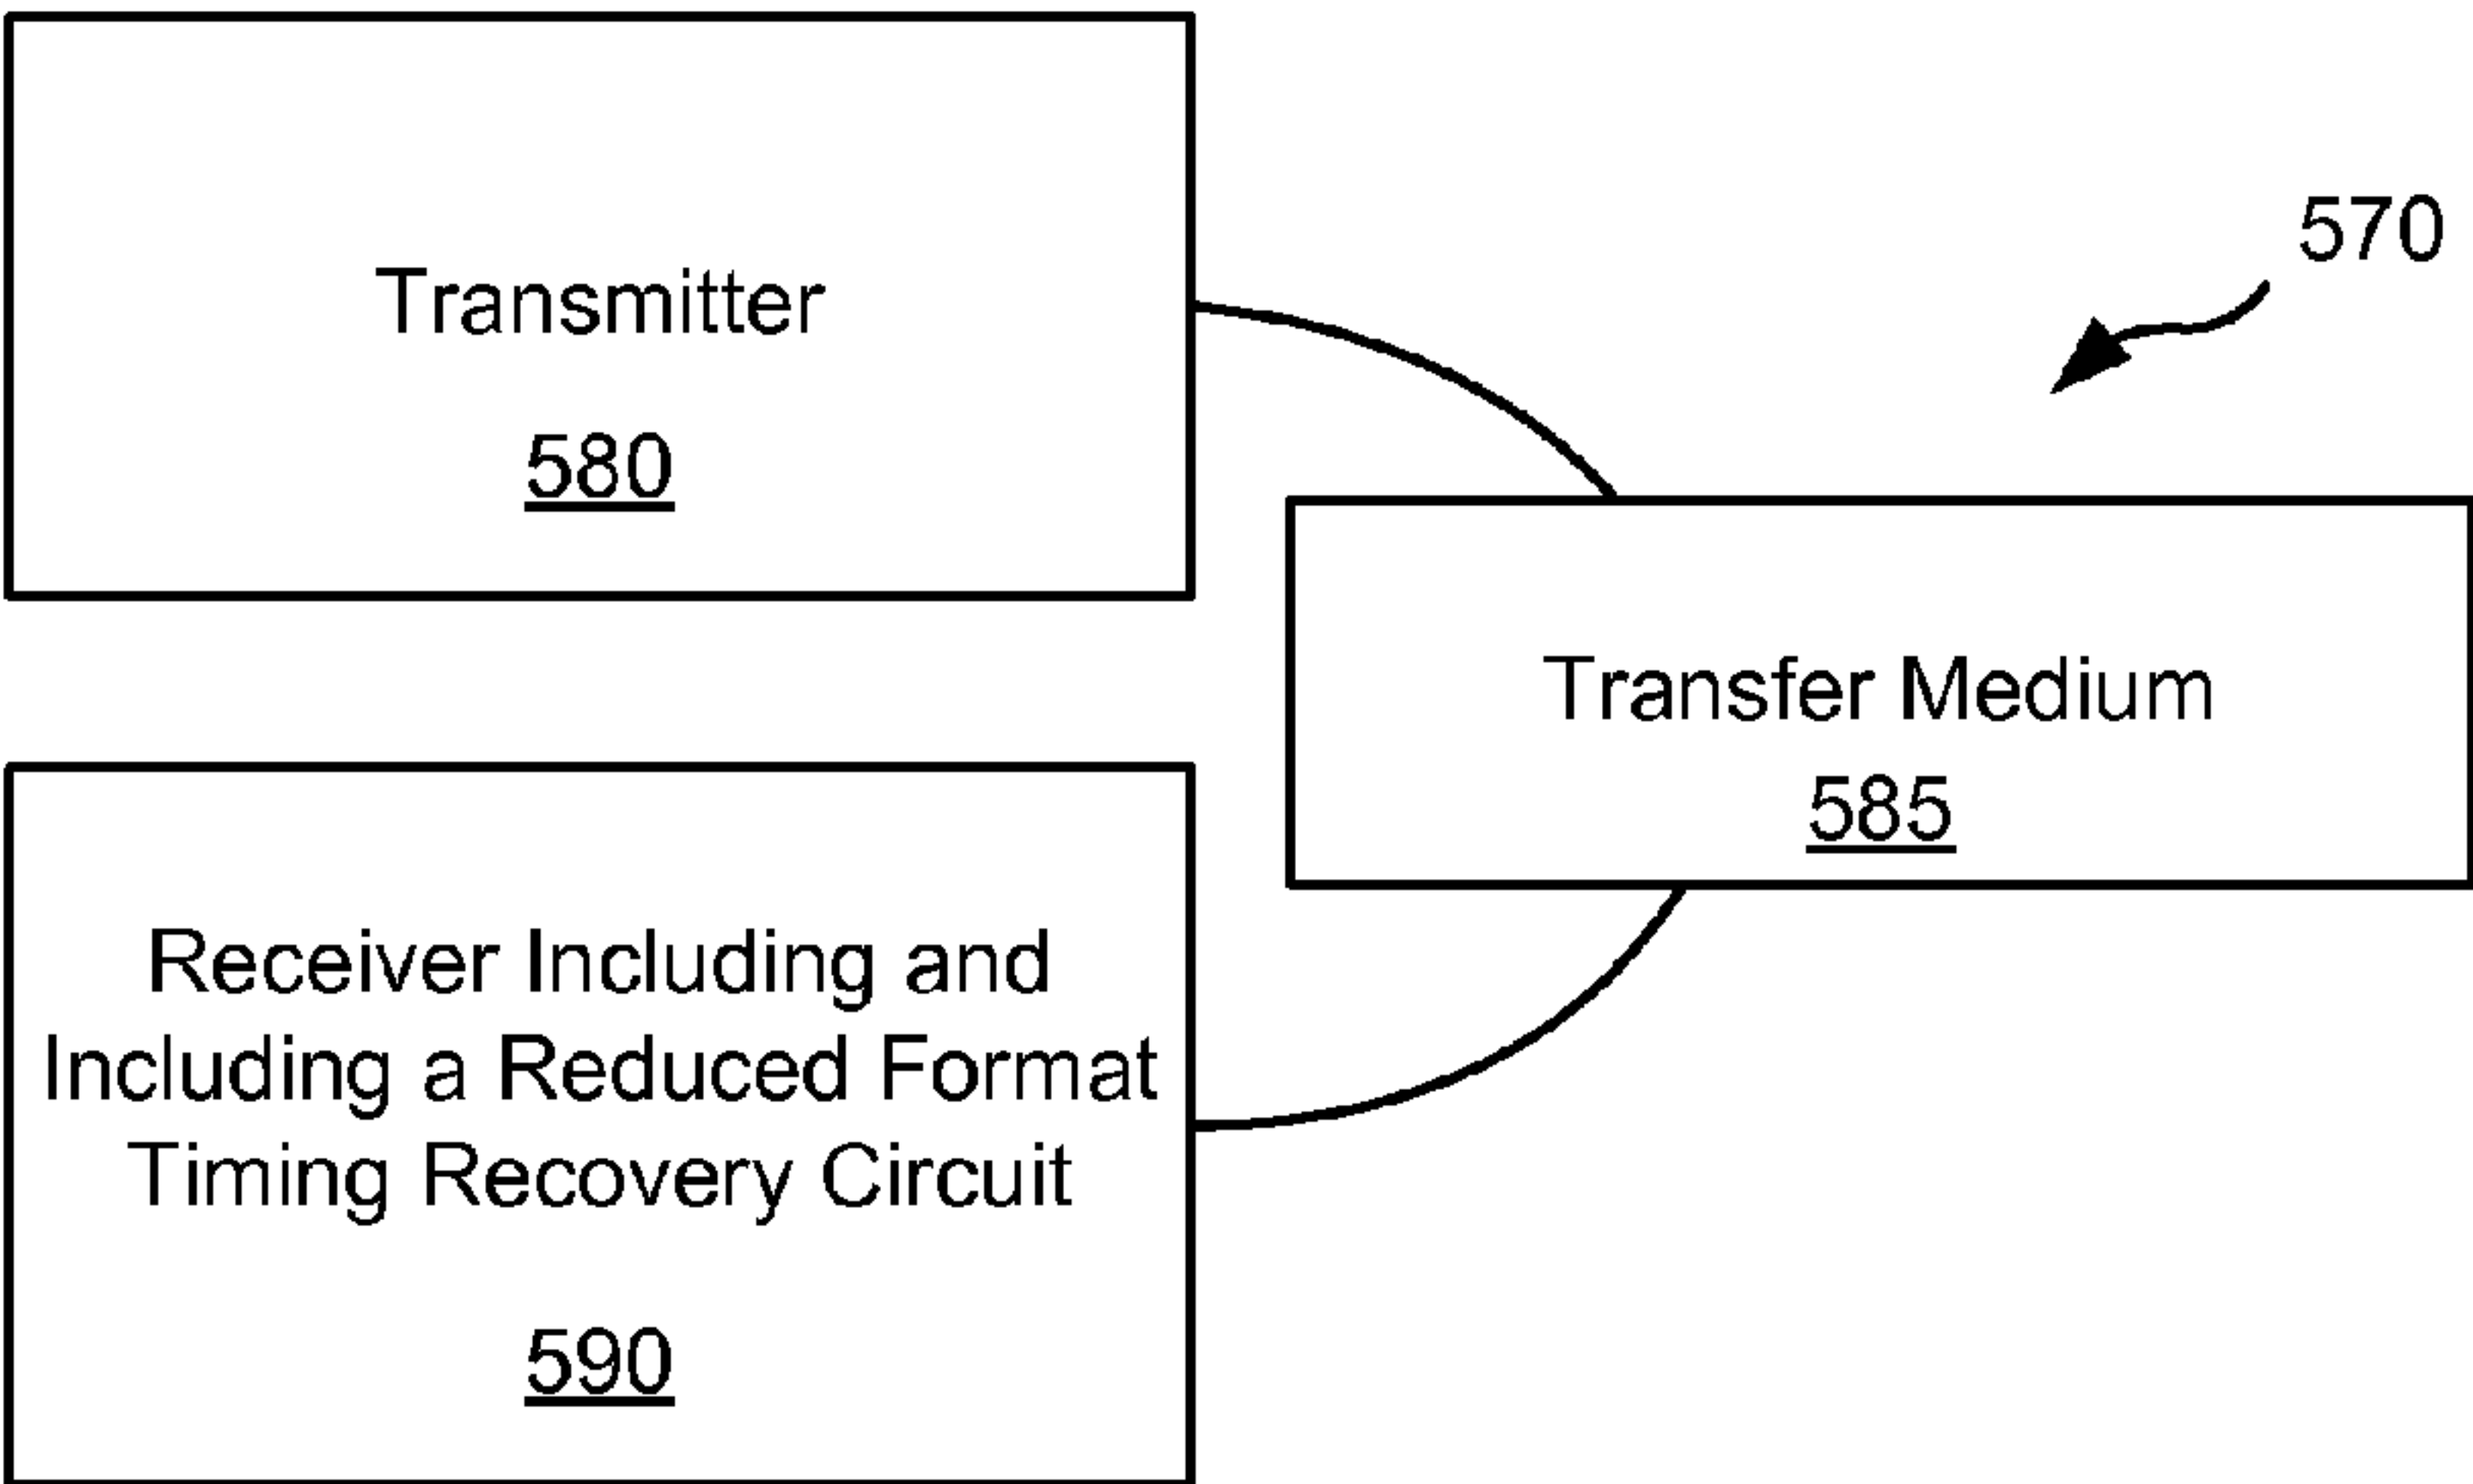 Transmitter
580
570
Transfer Medium
585
Receiver Including and
Including a Reduced Format
Timing Recovery Circuit
590